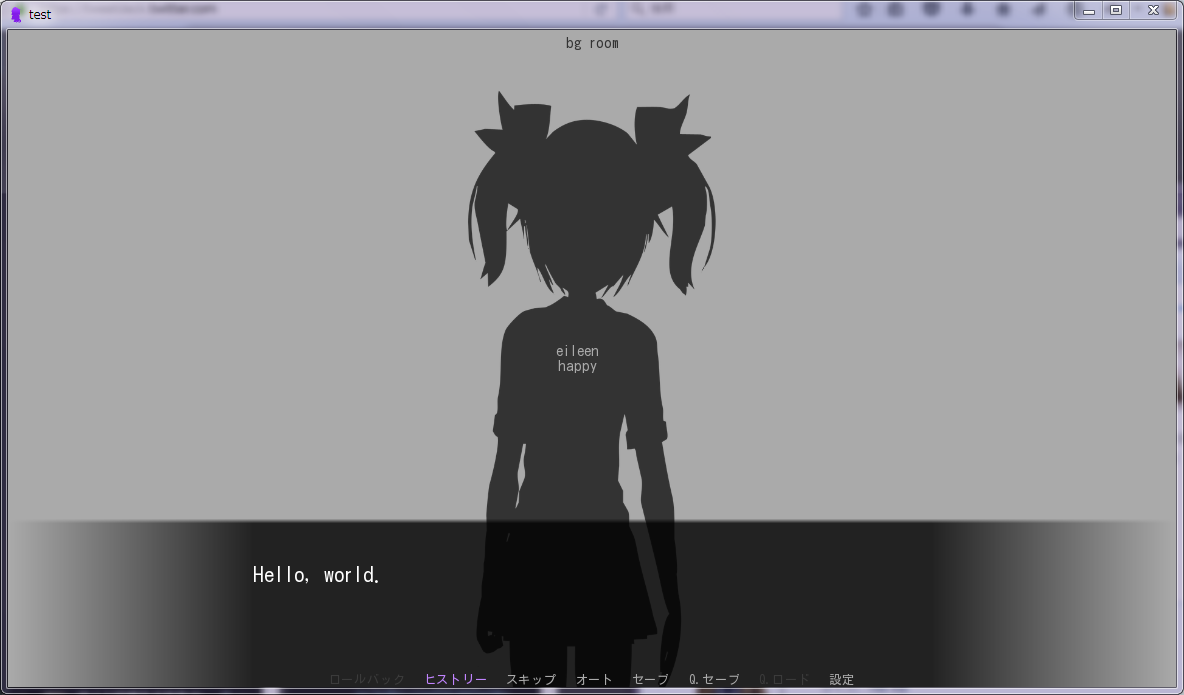 test
bg room
eileen
happy
Hello, world.
ロールバック ヒストリー スキップ オート セーブ Q.セーブ Q.ロード 設定